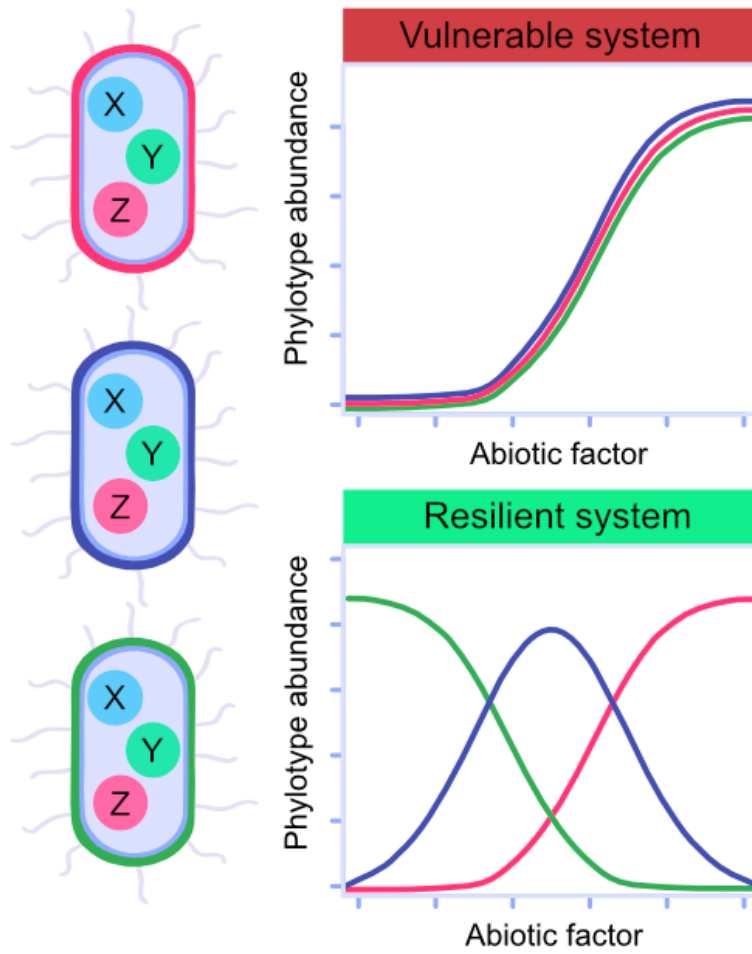 X
Y
Z
X
Y
Z
X
Y
Z
Vulnerable system
Phylotype abundance
Abiotic factor
Resilient system
Phylotype abundance
Abiotic factor